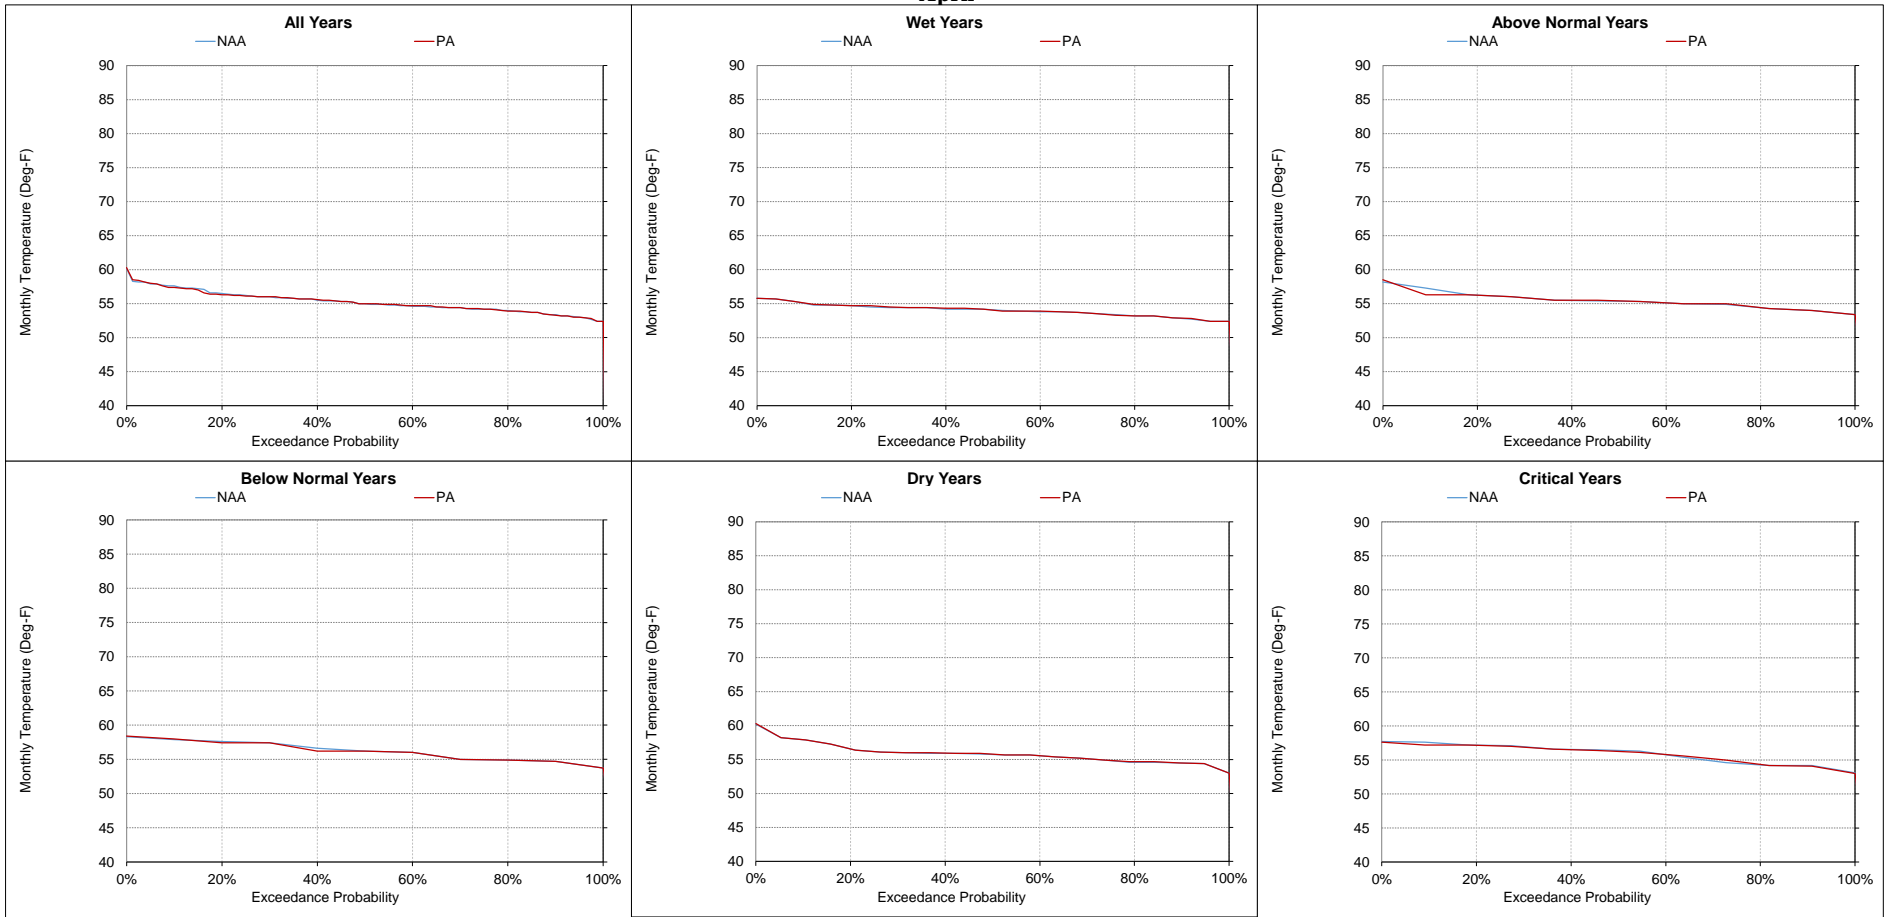 All Years
NAA PA
90
85
80
75
70
65
60
55
50
45
40
Monthly Temperature (Deg-F)
0% 20% 40% 60% 80% 100%
Exceedance Probability
Wet Years
NAA PA
90
85
80
75
70
65
60
55
50
45
40
Monthly Temperature (Deg-F)
0% 20% 40% 60% 80% 100%
Exceedance Probability
Above Normal Years
NAA PA
90
85
80
75
70
65
60
55
50
45
40
Monthly Temperature (Deg-F)
0% 20% 40% 60% 80% 100%
Exceedance Probability
Below Normal Years
NAA PA
90
85
80
75
70
65
60
55
50
45
40
Monthly Temperature (Deg-F)
0% 20% 40% 60% 80% 100%
Exceedance Probability
Dry Years
NAA PA
90
85
80
75
70
65
60
55
50
45
40
Monthly Temperature (Deg-F)
0% 20% 40% 60% 80% 100%
Exceedance Probability
Critical Years
NAA PA
90
85
80
75
70
65
60
55
50
45
40
Monthly Temperature (Deg-F)
0% 20% 40% 60% 80% 100%
Exceedance Probability